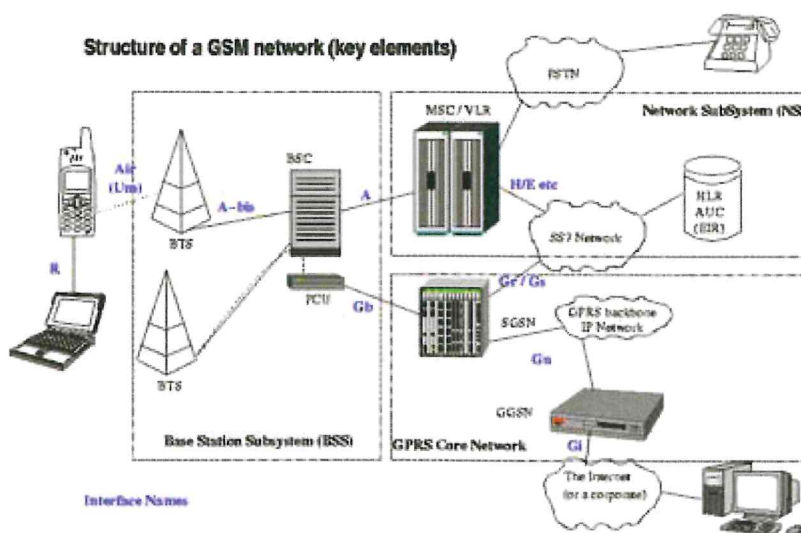 Structure of a GSM network (key elements)
PSTN
MSC / VLR
Network SubSystem (NSS
BSC
Air
(Um)
A-bis
A
H/E etc
HLR
AUC
(EIR)
BTS
SS7 Network
R
PCU
Gb
Gr / Gs
SGSN
GPRS backbone
IP Network
Gn
BTS
GGSN
Base Station Subsystem (BSS)
GPRS Core Network
Gi
The Internet
(or a corporate)
Interface Names